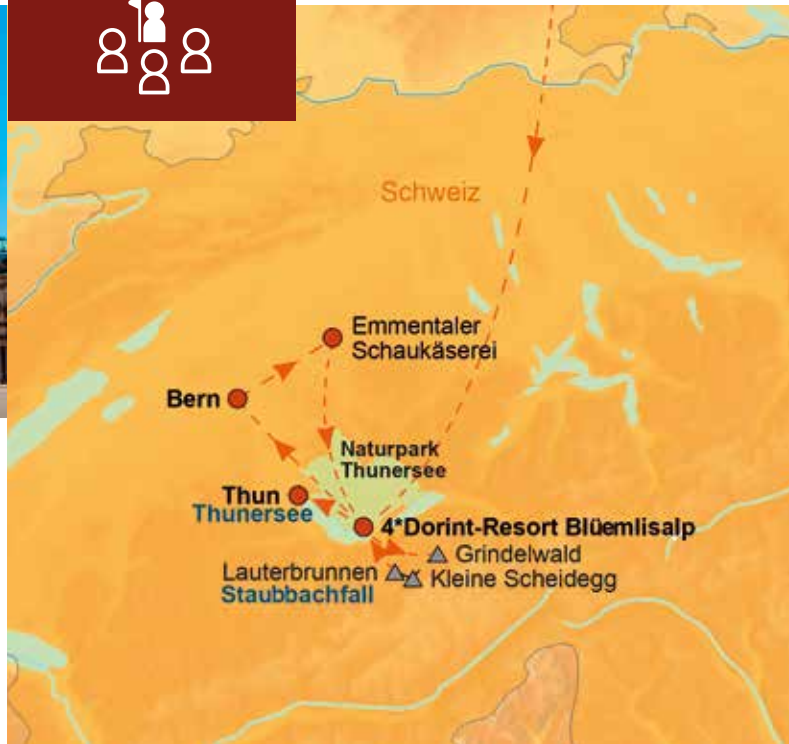 Schweiz
Emmentaler
Schaukäserei
Bern
Naturpark
Thunersee
Thun
Thunersee
4*Dorint-Resort Blüemlisalp
Grindelwald
Lauterbrunnen
Kleine Scheidegg
Staubbachfall